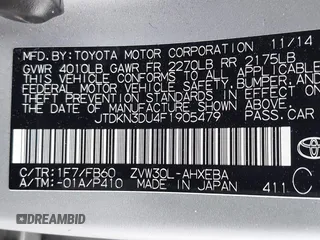 MFD.BY:TOYOTA MOTOR CORPORATION 11/14
GVWR 4010LB GAWR FR 2270LB RR 2175LB
THIS VEHICLE CONFORMS TO ALL APPLICABLE
FEDERAL MOTOR VEHICLE SAFETY, BUMPER, AND
THEFT PREVENTION STANDARDS IN EFFECT ON
THE DATE OF MANUFACTURE SHOWN ABOVE.
JTDKN3DU4F1905479 PASS. CAR
C/TR: 1F7/FB60 ZVW30L-AHXEBA
A/TM:-01A/P410 MADE IN JAPAN 411 C
TOYOTA
DREAMBID